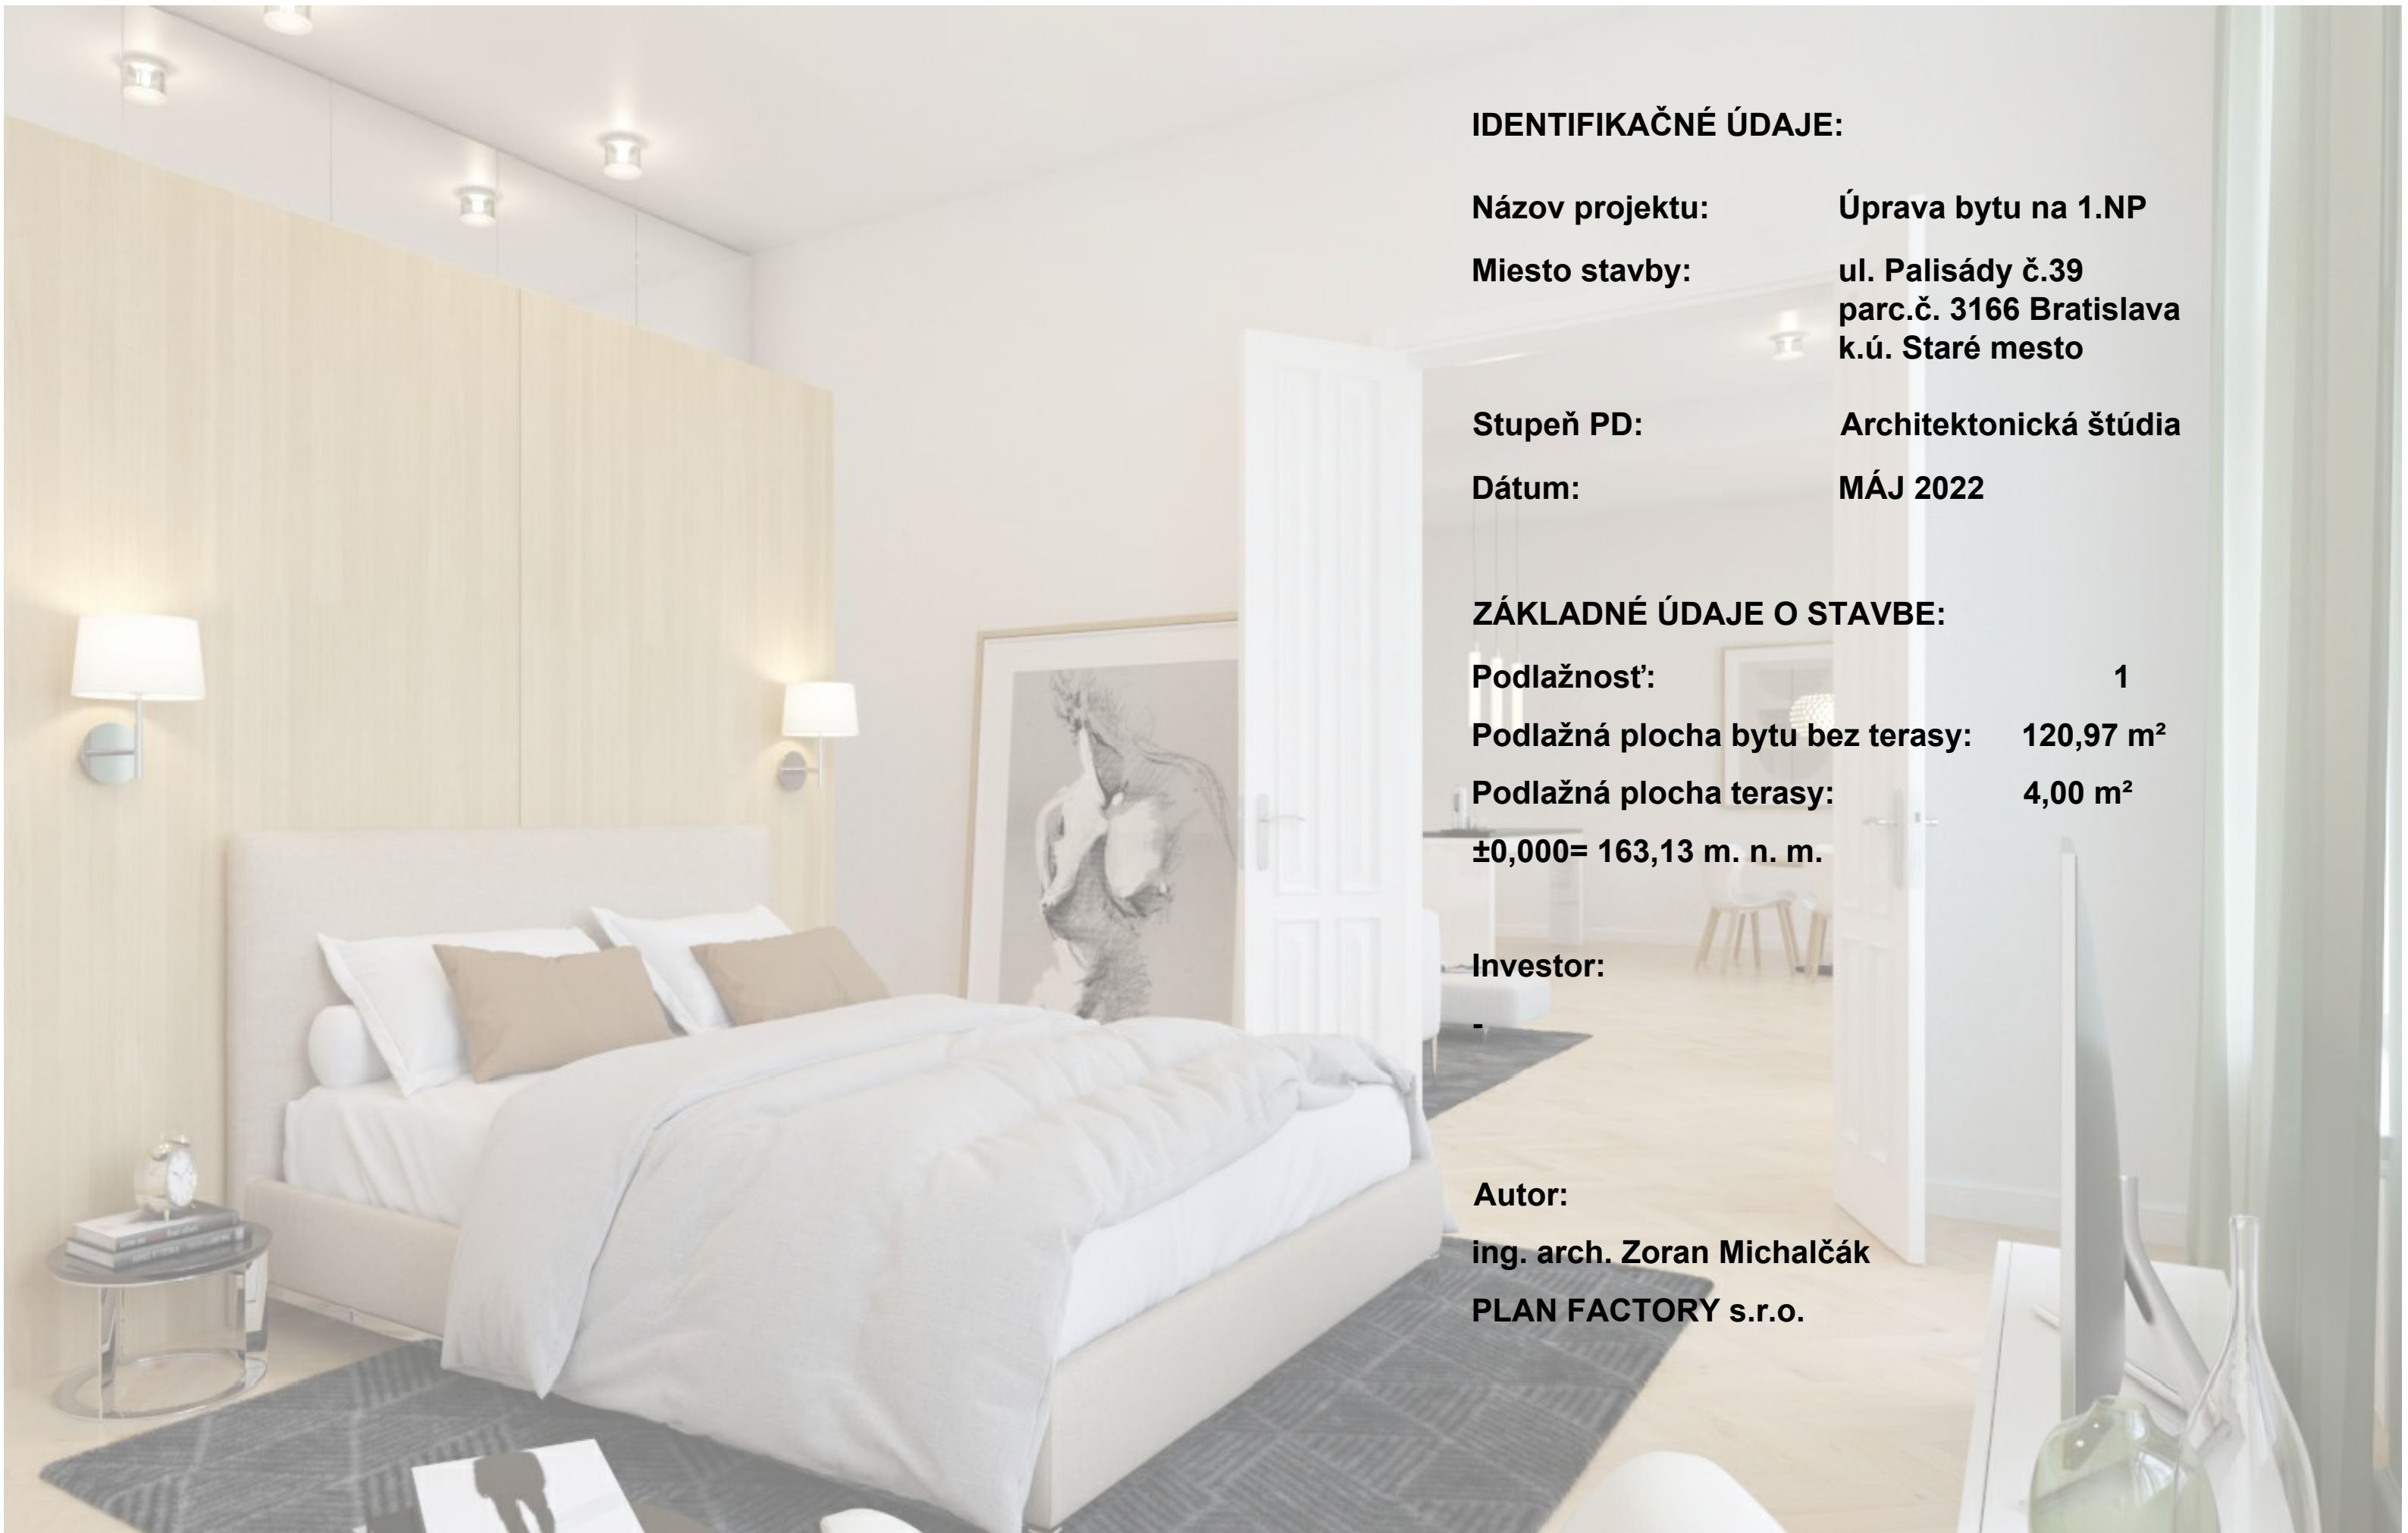 IDENTIFIKAČNÉ ÚDAJE:
Názov projektu: Úprava bytu na 1.NP
Miesto stavby: ul. Palisády č.39
parc.č. 3166 Bratislava
k.ú. Staré mesto
Stupeň PD: Architektonická štúdia
Dátum: MÁJ 2022
ZÁKLADNÉ ÚDAJE O STAVBE:
Podlažnosť: 1
Podlažná plocha bytu bez terasy: 120,97 m²
Podlažná plocha terasy: 4,00 m²
±0,000= 163,13 m. n. m.
Investor:
-
Autor:
ing. arch. Zoran Michalčák
PLAN FACTORY s.r.o.